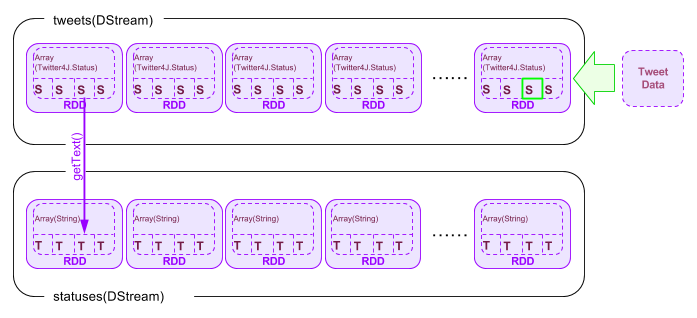 tweets(DStream)
Array
(Twitter4J.Status)
S S S S
RDD
Array
(Twitter4J.Status)
S S S S
RDD
Array
(Twitter4J.Status)
S S S S
RDD
Array
(Twitter4J.Status)
S S S S
RDD
......
Array
(Twitter4J.Status)
S S S S
RDD
Tweet
Data
getText()
Array(String)
T T T T
RDD
Array(String)
T T T T
RDD
Array(String)
T T T T
RDD
Array(String)
T T T T
RDD
......
Array(String)
T T T T
RDD
statuses(DStream)